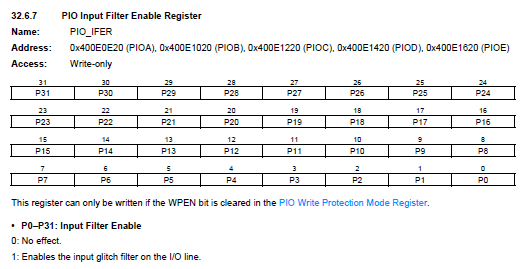 32.6.7 PIO Input Filter Enable Register
Name: PIO_IFER
Address: 0x400E0E20 (PIOA), 0x400E1020 (PIOB), 0x400E1220 (PIOC), 0x400E1420 (PIOD), 0x400E1620 (PIOE)
Access: Write-only
31 30 29 28 27 26 25 24
P31 P30 P29 P28 P27 P26 P25 P24
23 22 21 20 19 18 17 16
P23 P22 P21 P20 P19 P18 P17 P16
15 14 13 12 11 10 9 8
P15 P14 P13 P12 P11 P10 P9 P8
7 6 5 4 3 2 1 0
P7 P6 P5 P4 P3 P2 P1 P0
This register can only be written if the WPEN bit is cleared in the PIO Write Protection Mode Register.
• P0–P31: Input Filter Enable
0: No effect.
1: Enables the input glitch filter on the I/O line.